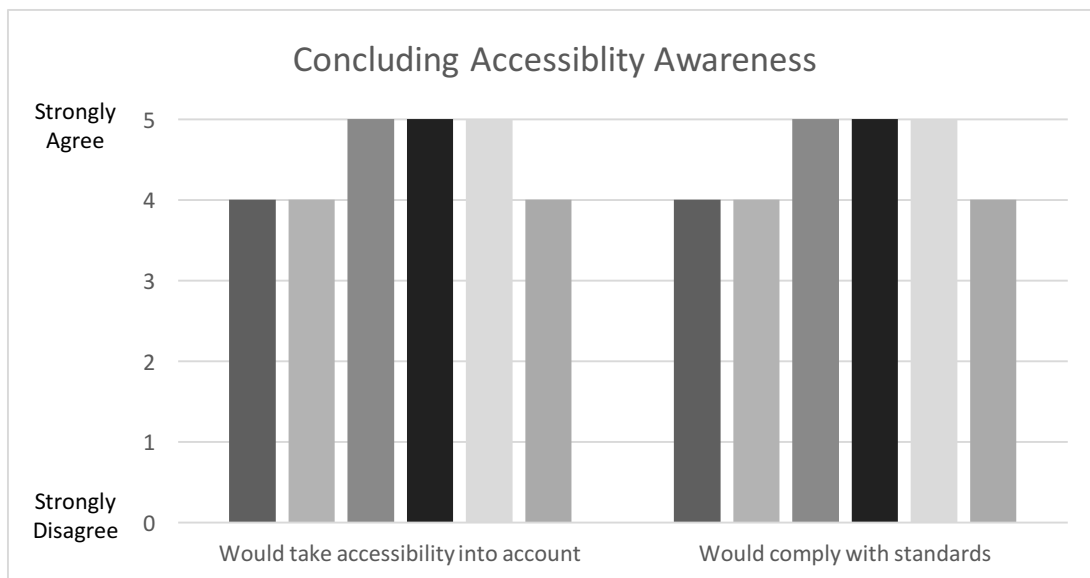 Concluding Accessiblity Awareness
Strongly
Agree
5
4
3
2
1
Strongly
Disagree
0
Would take accessibility into account
Would comply with standards